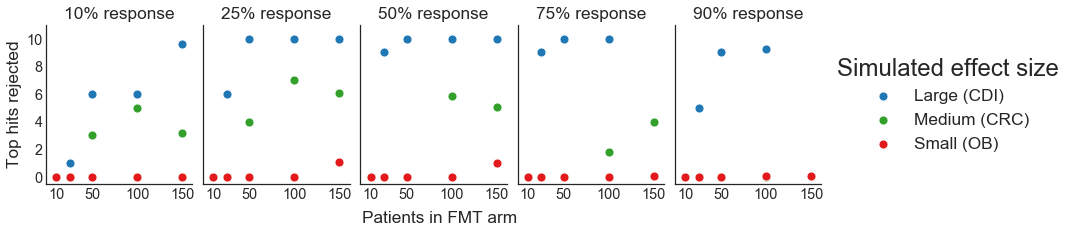 10% response 25% response 50% response 75% response 90% response
Top hits rejected
10
8
6
4
2
0
10 50 100 150 10 50 100 150 10 50 100 150 10 50 100 150 10 50 100 150
Patients in FMT arm
Simulated effect size
Large (CDI)
Medium (CRC)
Small (OB)